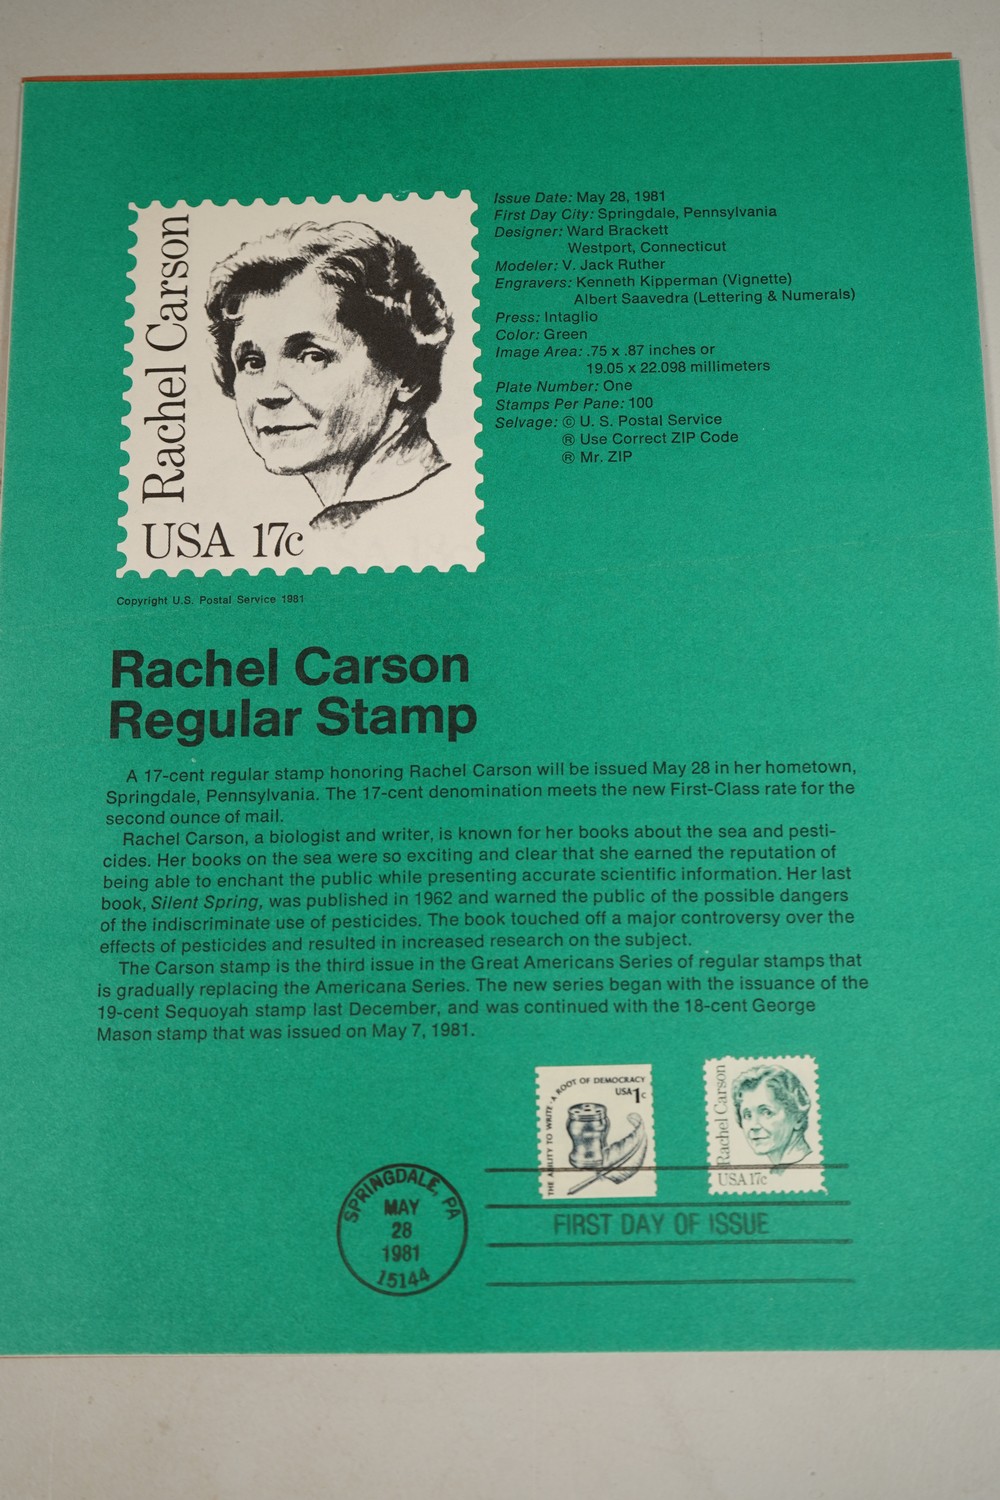 Rachel Carson
USA 17c
Copyright U.S. Postal Service 1981
Issue Date: May 28, 1981
First Day City: Springdale, Pennsylvania
Designer: Ward Brackett
Westport, Connecticut
Modeler: V. Jack Ruther
Engravers: Kenneth Kipperman (Vignette)
Albert Saavedra (Lettering & Numerals)
Press: Intaglio
Color: Green
Image Area: .75 x .87 inches or
19.05 x 22.098 millimeters
Plate Number: One
Stamps Per Pane: 100
Selvage: © U. S. Postal Service
® Use Correct ZIP Code
® Mr. ZIP
Rachel Carson
Regular Stamp
A 17-cent regular stamp honoring Rachel Carson will be issued May 28 in her hometown,
Springdale, Pennsylvania. The 17-cent denomination meets the new First-Class rate for the
second ounce of mail.
Rachel Carson, a biologist and writer, is known for her books about the sea and pesti-
cides. Her books on the sea were so exciting and clear that she earned the reputation of
being able to enchant the public while presenting accurate scientific information. Her last
book, Silent Spring, was published in 1962 and warned the public of the possible dangers
of the indiscriminate use of pesticides. The book touched off a major controversy over the
effects of pesticides and resulted in increased research on the subject.
The Carson stamp is the third issue in the Great Americans Series of regular stamps that
is gradually replacing the Americana Series. The new series began with the issuance of the
19-cent Sequoyah stamp last December, and was continued with the 18-cent George
Mason stamp that was issued on May 7, 1981.
THE ABILITY TO WRITE · A ROOT OF DEMOCRACY
USA 1c
Rachel Carson
USA 17c
SPRINGDALE, PA
MAY
28
1981
15144
FIRST DAY OF ISSUE